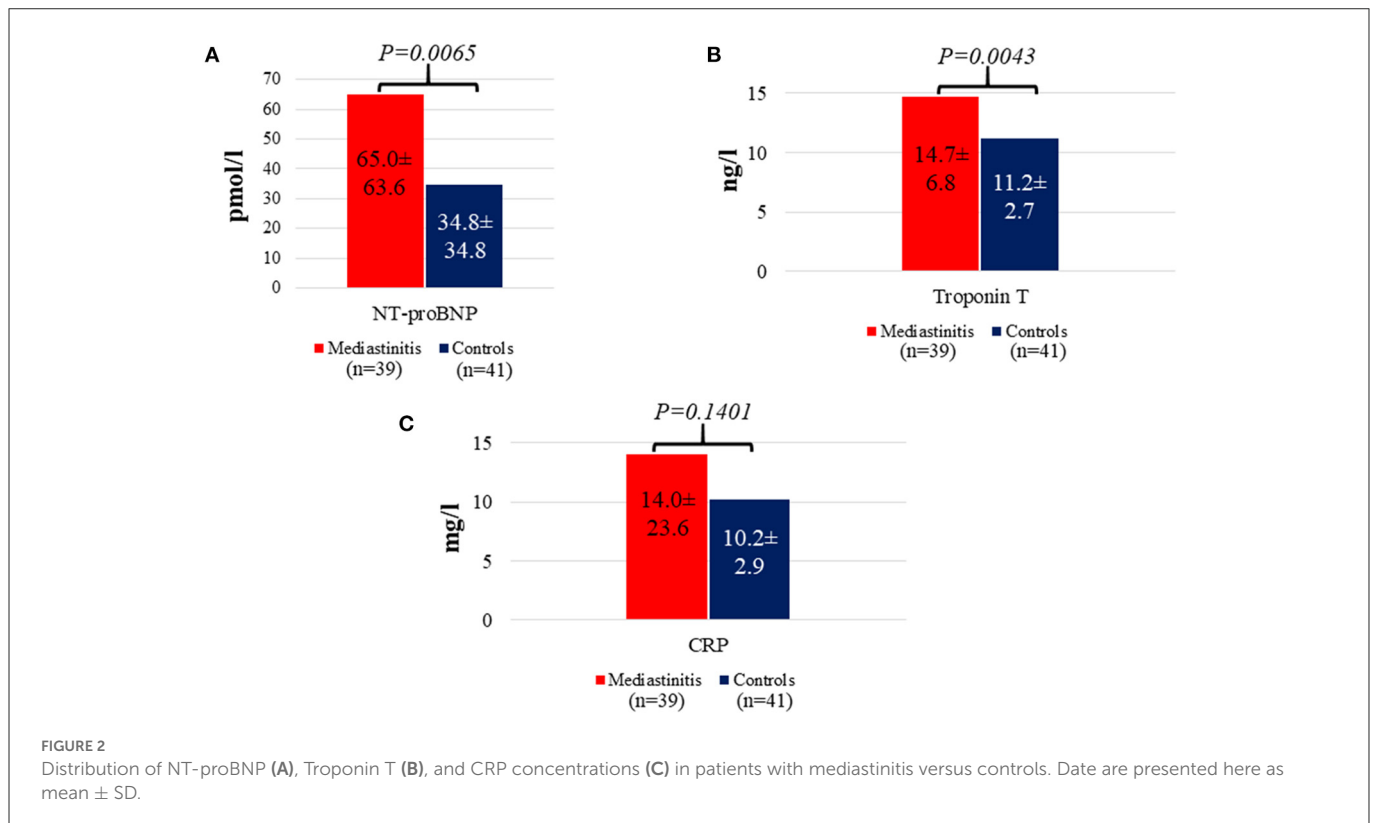 A
P=0.0065
70
60
50
40
30
20
10
0
pmol/l
65.0±
63.6
34.8±
34.8
NT-proBNP
Mediastinitis
(n=39)
Controls
(n=41)
B
P=0.0043
15
10
5
0
ng/l
14.7±
6.8
11.2±
2.7
Troponin T
Mediastinitis
(n=39)
Controls
(n=41)
C
P=0.1401
15
10
5
0
mg/l
14.0±
23.6
10.2±
2.9
CRP
Mediastinitis
(n=39)
Controls
(n=41)
FIGURE 2
Distribution of NT-proBNP (A), Troponin T (B), and CRP concentrations (C) in patients with mediastinitis versus controls. Date are presented here as
mean ± SD.